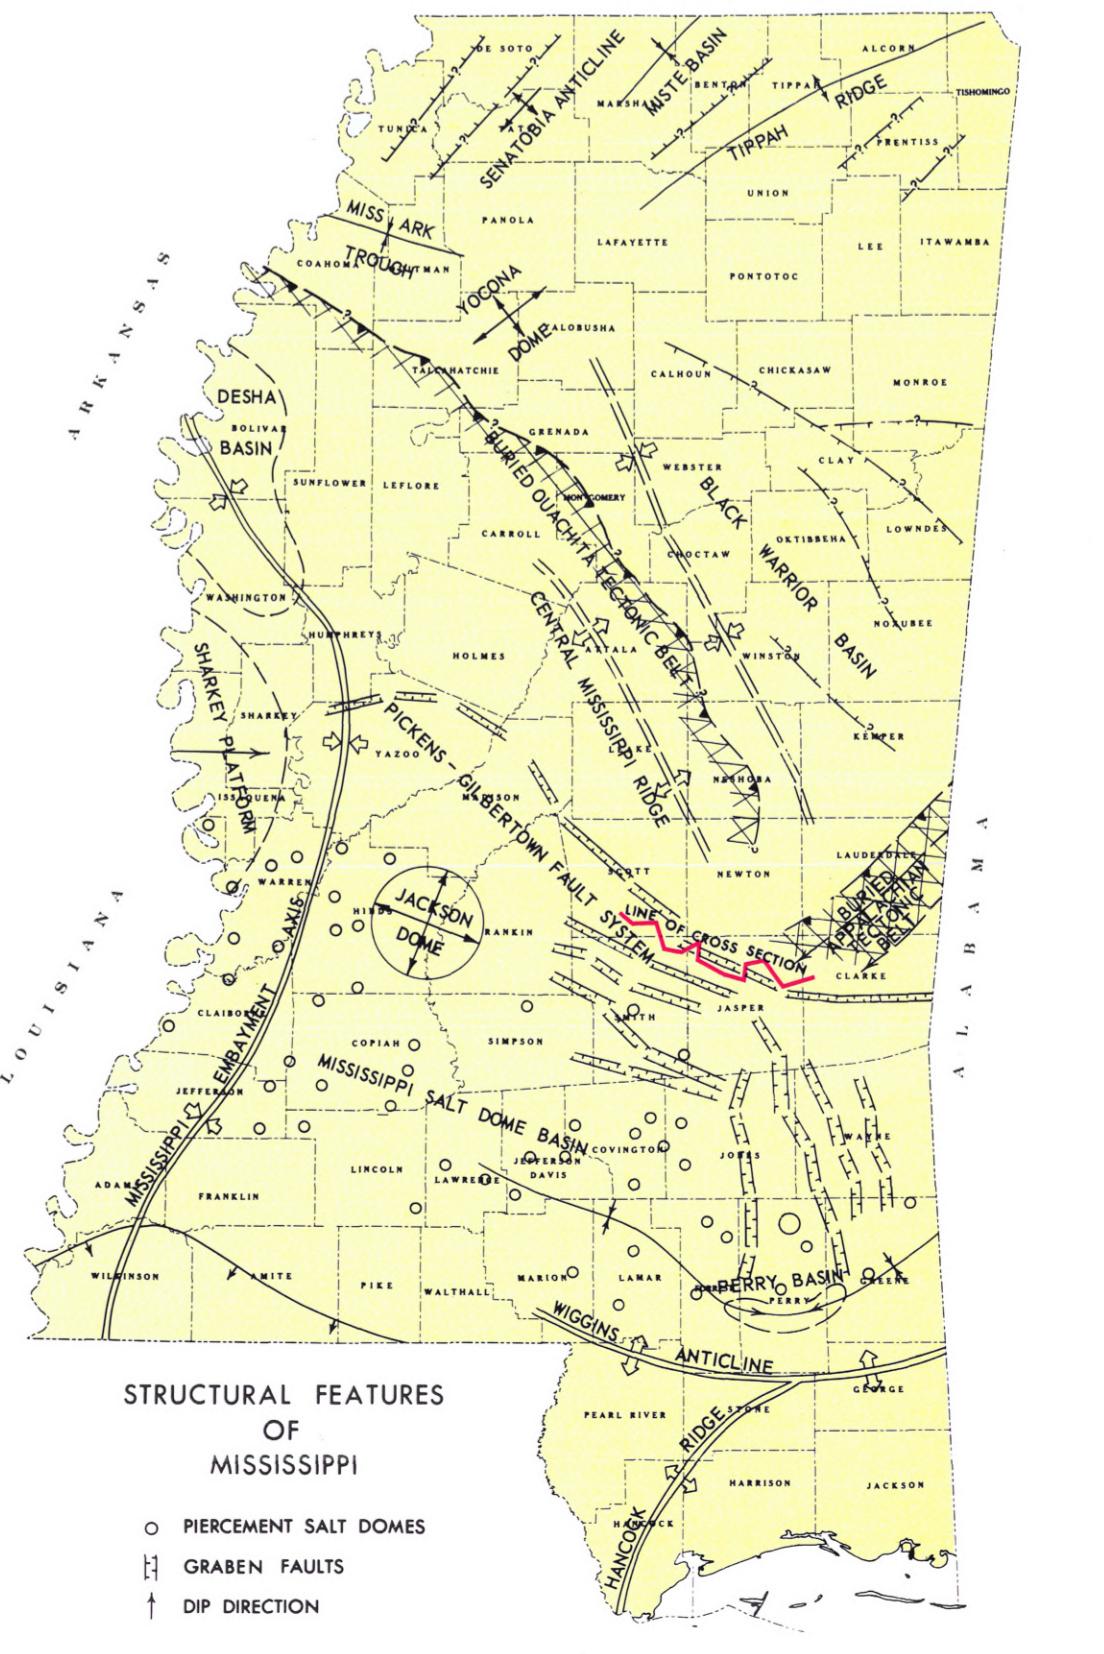 DE SOTO
SENATOBIA ANTICLINE
MARSHALL
MISTE BASIN
BENTON
TIPPAH
ALCORN
TISHOMINGO
TIPPAH RIDGE
TUNICA
TATE
PRENTISS
UNION
PANOLA
LAFAYETTE
LEE
ITAWAMBA
PONTOTOC
MISS ARK
TROUGH
COAHOMA
QUITMAN
YOCONA
DOME
YALOBUSHA
TALLAHATCHIE
CALHOUN
CHICKASAW
MONROE
ARKANSAS
DESHA
BOLIVAR
BASIN
SUNFLOWER
LEFLORE
GRENADA
BURIED OUACHITA TECTONIC BELT
WEBSTER
CLAY
MONTGOMERY
BLACK WARRIOR BASIN
CARROLL
CHOCTAW
OKTIBBEHA
LOWNDES
WASHINGTON
HUMPHREYS
HOLMES
CENTRAL MISSISSIPPI RIDGE
ATTALA
WINSTON
NOXUBEE
SHARKEY PLATFORM
SHARKEY
YAZOO
PICKENS - GILBERTOWN FAULT SYSTEM
ISSAQUENA
MADISON
LEAKE
NESHOBA
KEMPER
SCOTT
NEWTON
LAUDERDALE
BURIED
APPALACHIAN
TECTONIC
BELT
ALABAMA
WARREN
HINDS
JACKSON
DOME
RANKIN
LINE OF CROSS SECTION
CLARKE
LOUISIANA
MISSISSIPPI EMBAYMENT AXIS
CLAIBORNE
COPIAH
SIMPSON
SMITH
JASPER
JEFFERSON
MISSISSIPPI SALT DOME BASIN
COVINGTON
JONES
WAYNE
ADAMS
FRANKLIN
LINCOLN
LAWRENCE
JEFFERSON
DAVIS
WILKINSON
AMITE
PIKE
WALTHALL
MARION
LAMAR
PERRY BASIN
PERRY
GREENE
WIGGINS ANTICLINE
GEORGE
PEARL RIVER
STONE
HANCOCK RIDGE
HARRISON
JACKSON
HANCOCK
STRUCTURAL FEATURES
OF
MISSISSIPPI
PIERCEMENT SALT DOMES
GRABEN FAULTS
DIP DIRECTION